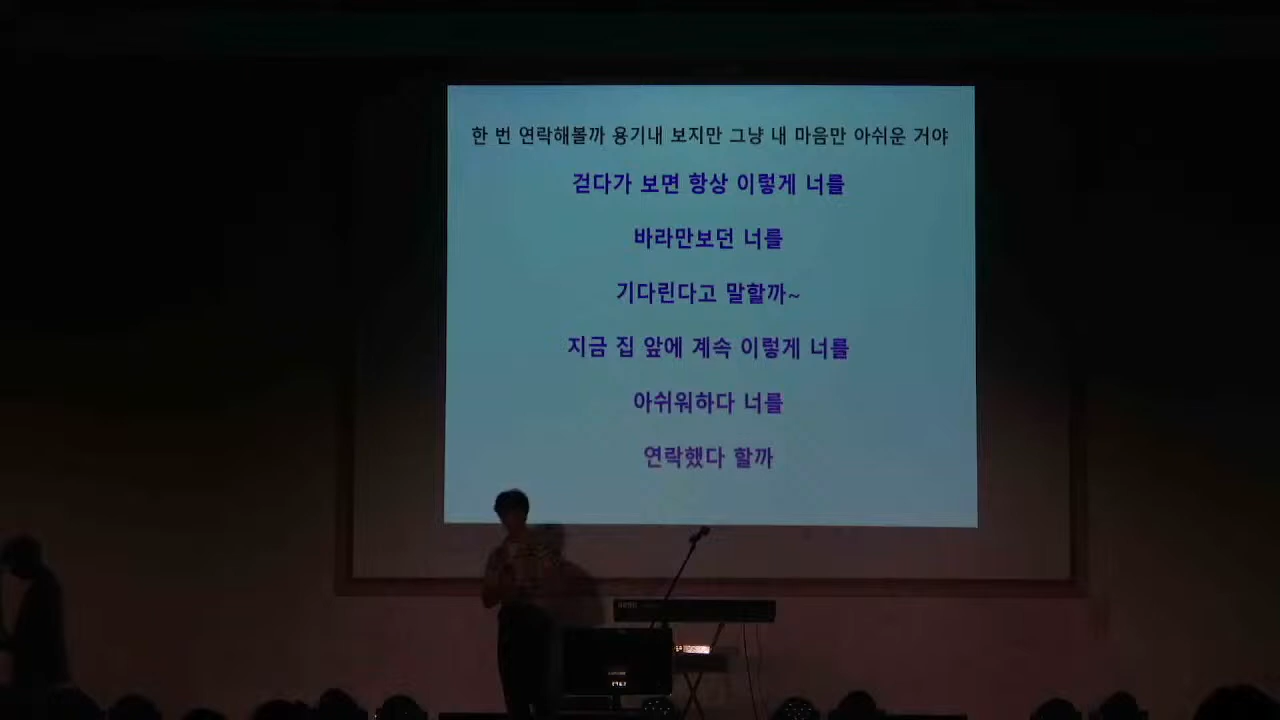 한 번 연락해볼까 용기내 보지만 그냥 내 마음만 아쉬운 거야
걷다가 보면 항상 이렇게 너를
바라만보던 너를
기다린다고 말할까~
지금 집 앞에 계속 이렇게 너를
아쉬워하다 너를
연락했다 할까